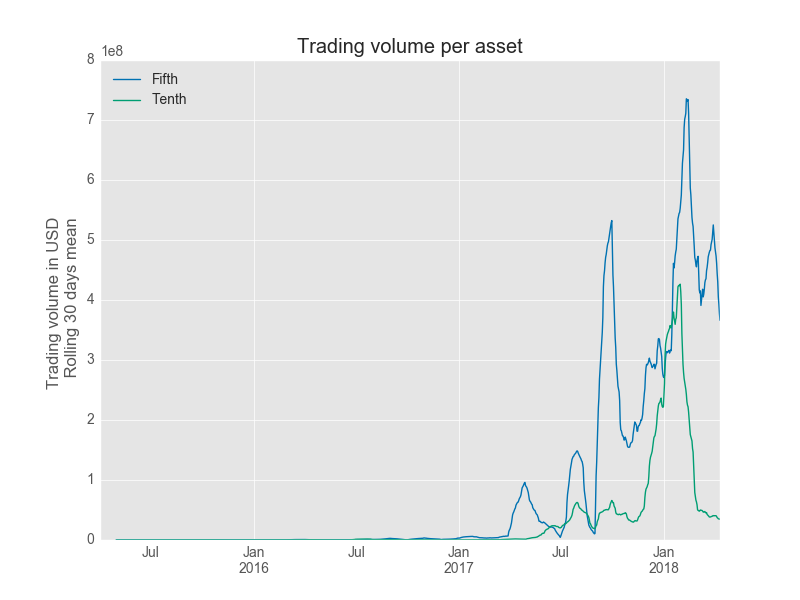 Trading volume per asset
1e8
Fifth
Tenth
8
7
6
5
4
3
2
1
0
Trading volume in USD
Rolling 30 days mean
Jul
Jan
2016
Jul
Jan
2017
Jul
Jan
2018